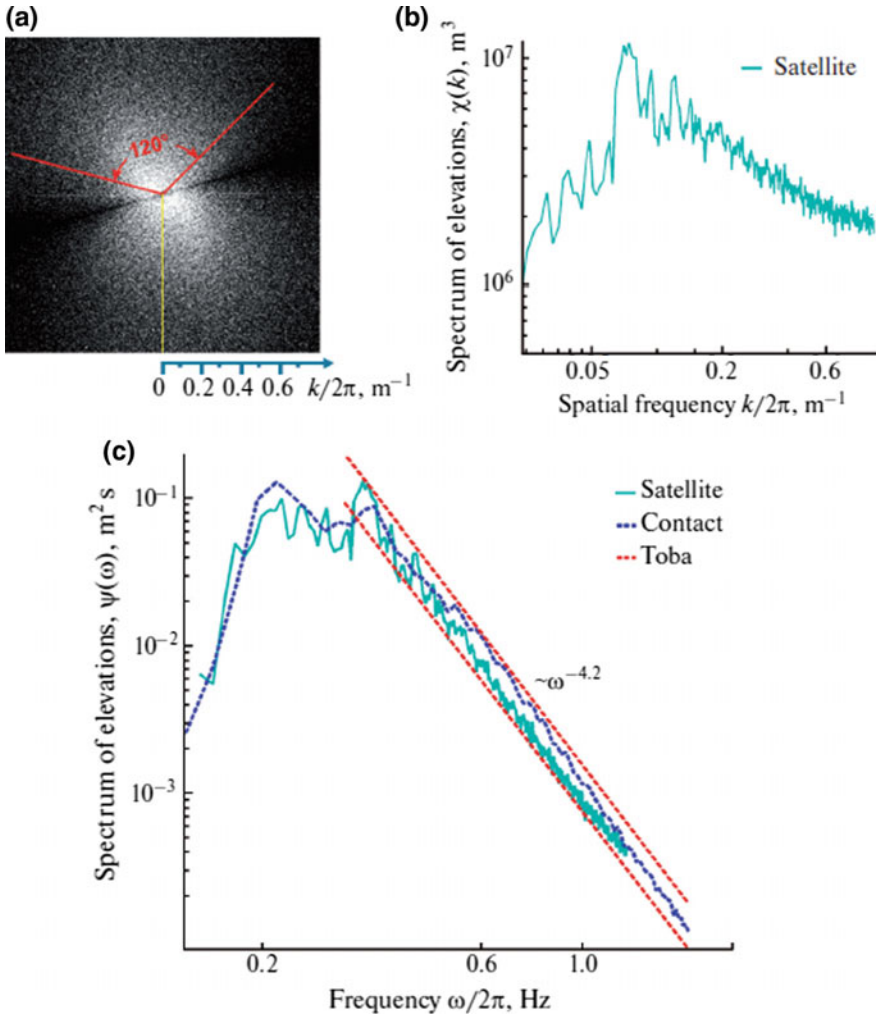 (a)
120°
0 0.2 0.4 0.6 k/2π, m⁻¹
(b)
Spectrum of elevations, χ(k), m³
10⁷
10⁶
Satellite
0.05 0.2 0.6
Spatial frequency k/2π, m⁻¹
(c)
Spectrum of elevations, ψ(ω), m² s
10⁻¹
10⁻²
10⁻³
Satellite
Contact
Toba
~ω⁻⁴·²
0.2 0.6 1.0
Frequency ω/2π, Hz